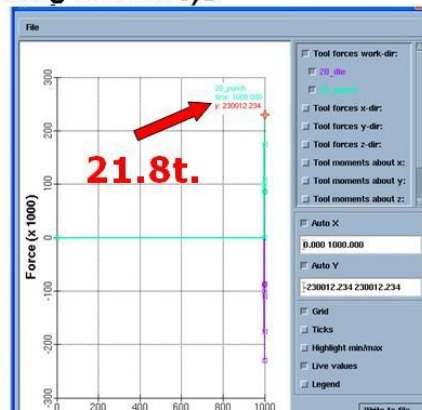 File
20_punch
time: 1000.000
y: 230012.234
21.8t.
Force (x 1000)
300
200
100
0
-100
-200
-300
-0
200
400
600
800
1000
Tool forces work-dir:
20_die
Tool forces x-dir:
Tool forces y-dir:
Tool forces z-dir:
Tool moments about x:
Tool moments about y:
Tool moments about z:
Auto X
0.000 1000.000
Auto Y
-230012.234 230012.234
Grid
Ticks
Highlight min/max
Live values
Legend
Write to file